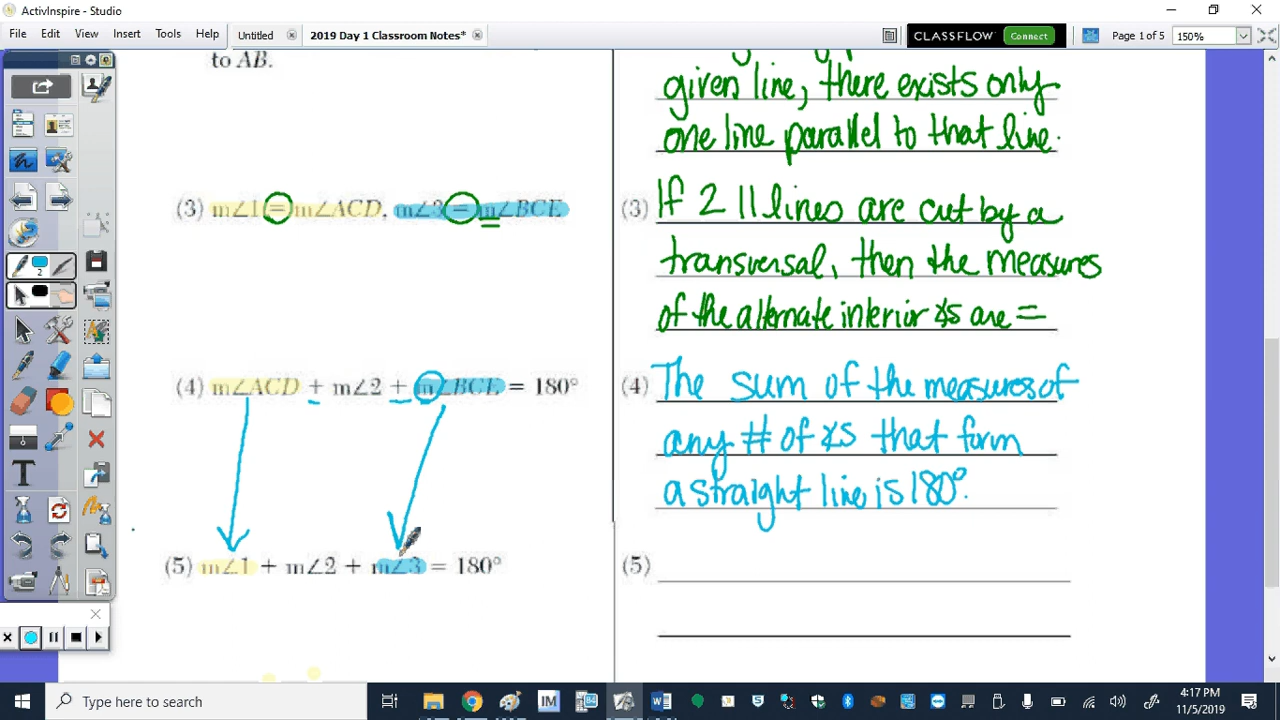 ActivInspire - Studio
File Edit View Insert Tools Help Untitled 2019 Day 1 Classroom Notes* CLASSFLOW Connect Page 1 of 5 150%
to AB.
given line, there exists only
one line parallel to that line.
(3) m∠1 = m∠ACD, m∠3 = m∠BCE
(3) If 2 || lines are cut by a
transversal, then the measures
of the alternate interior ∡s are =
(4) m∠ACD + m∠2 + m∠BCE = 180°
(4) The sum of the measures of
any # of ∡s that form
a straight line is 180°.
(5) m∠1 + m∠2 + m∠3 = 180°
(5)
Type here to search
4:17 PM
11/5/2019